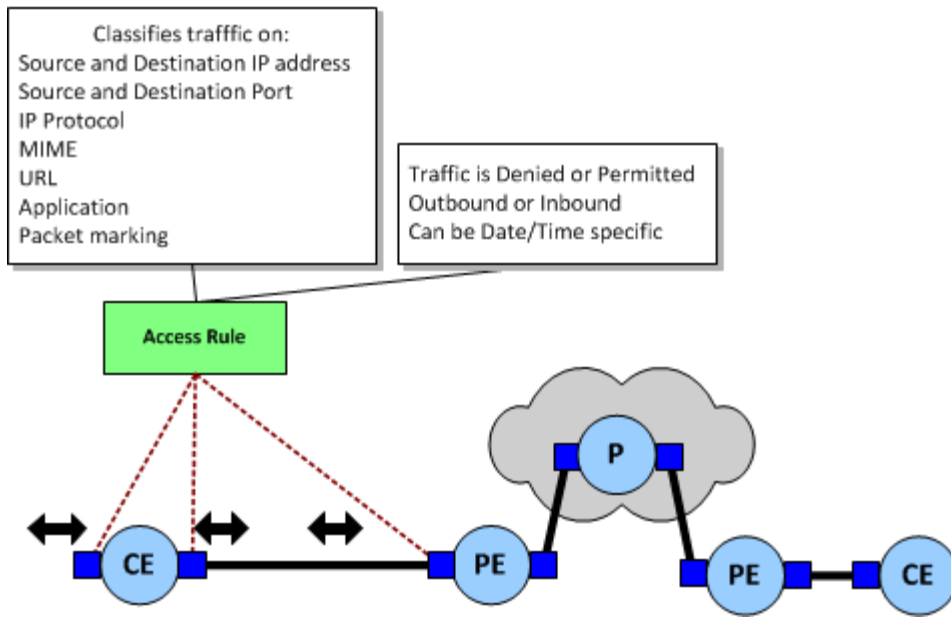 Classifies trafffic on:
Source and Destination IP address
Source and Destination Port
IP Protocol
MIME
URL
Application
Packet marking
Traffic is Denied or Permitted
Outbound or Inbound
Can be Date/Time specific
Access Rule
P
CE
PE
PE
CE